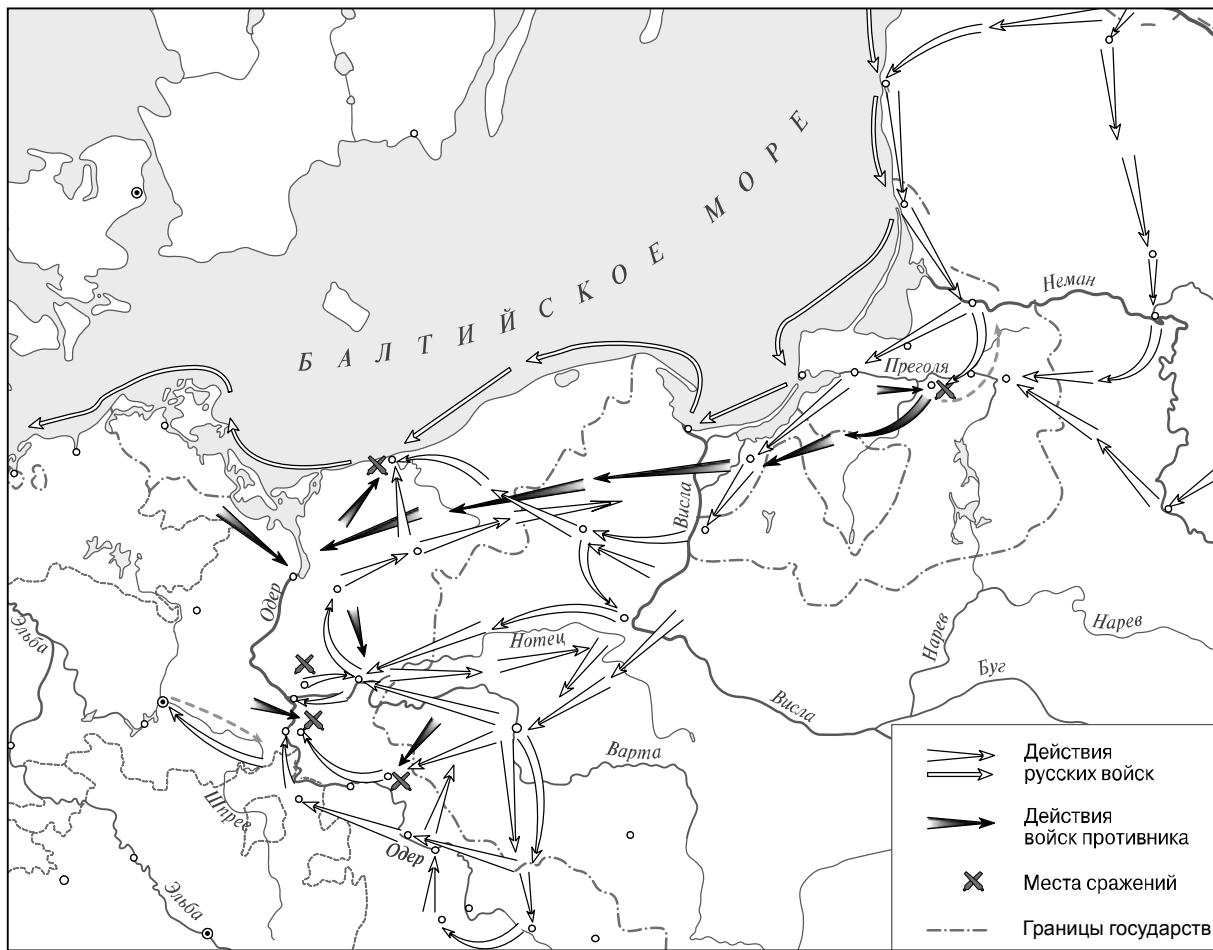 БАЛТИЙСКОЕ МОРЕ
Неман
Преголя
Висла
Одер
Эльба
Нотец
Нарев
Нарев
Буг
Висла
Варта
Шпрее
Одер
Эльба
Действия
русских войск
Действия
войск противника
Места сражений
Границы государств